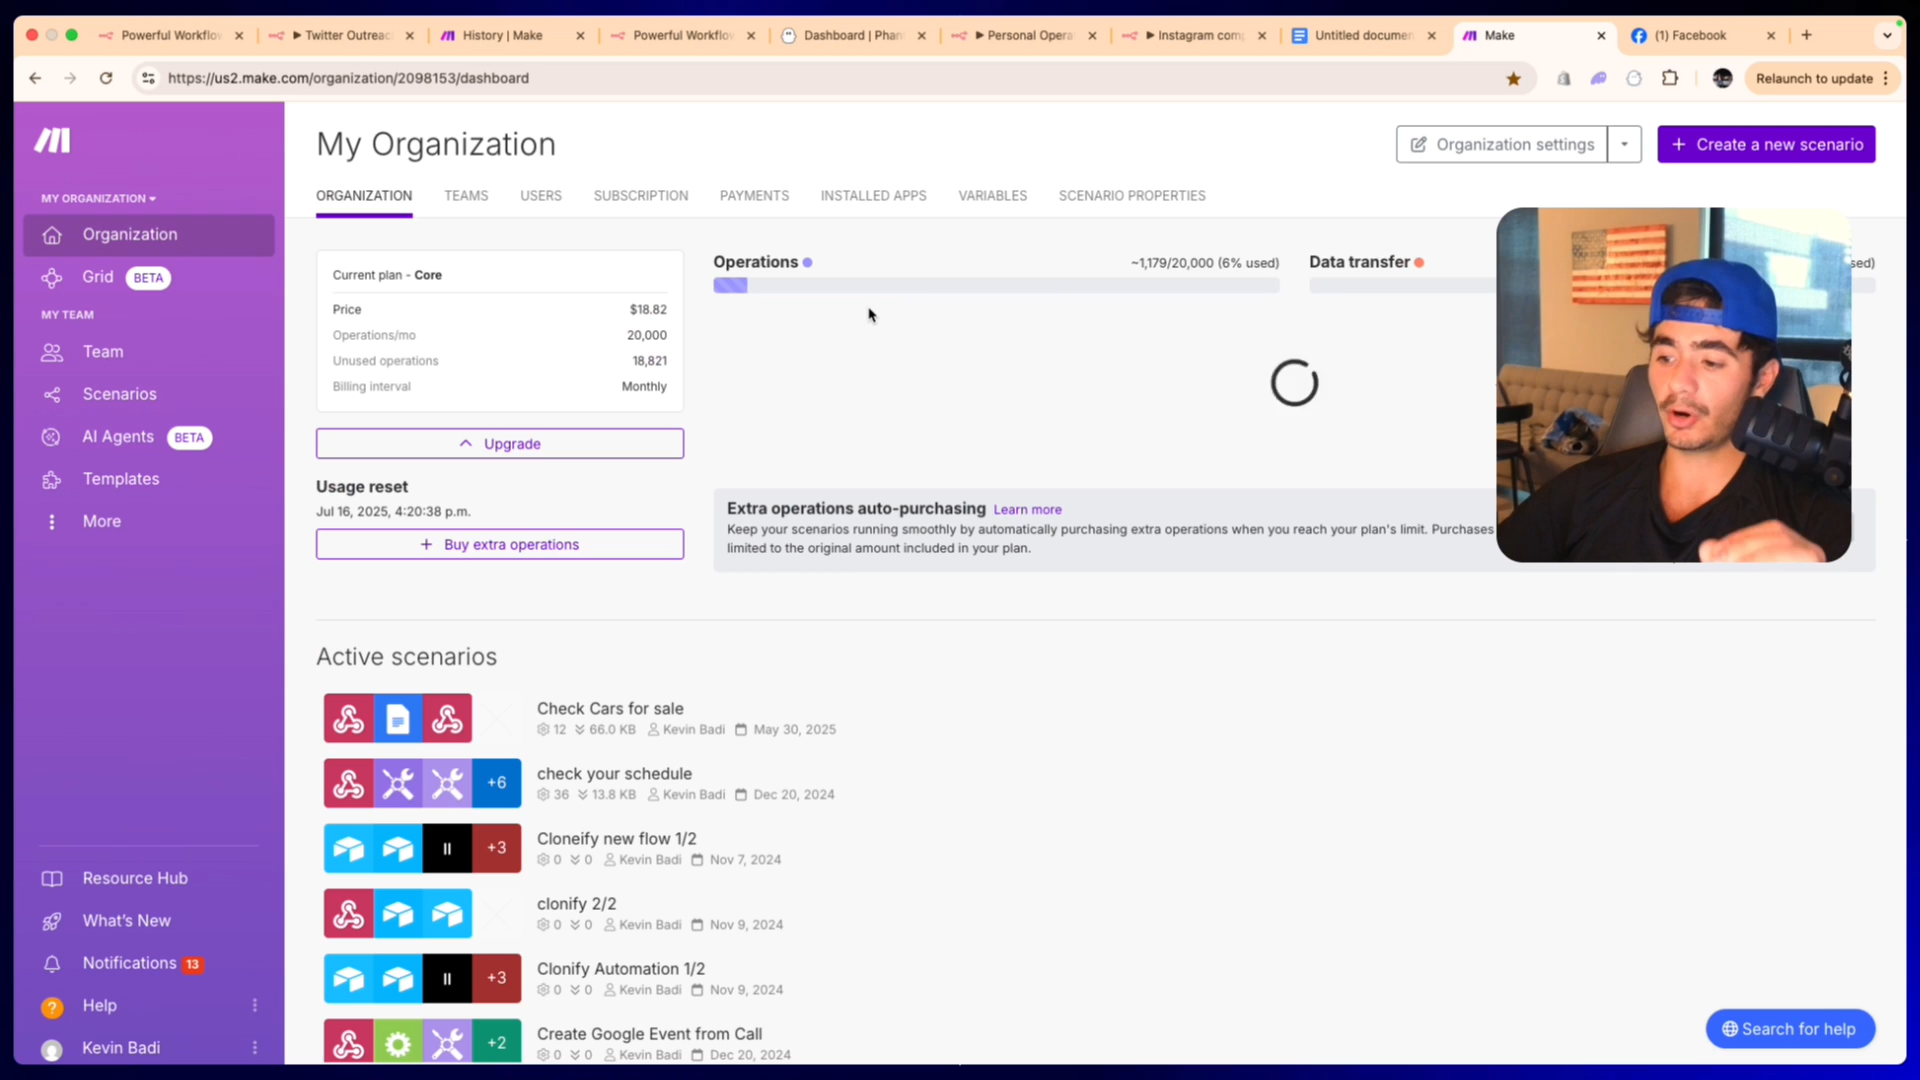 Powerful Workflo
Twitter Outreac
History | Make
Powerful Workflow
Dashboard | Phan
Personal Opera
Instagram com
Untitled documen
Make
(1) Facebook
https://us2.make.com/organization/2098153/dashboard
Relaunch to update
MY ORGANIZATION
Organization
Grid BETA
MY TEAM
Team
Scenarios
AI Agents BETA
Templates
More
Resource Hub
What's New
Notifications 13
Help
Kevin Badi
My Organization
Organization settings
+ Create a new scenario
ORGANIZATION TEAMS USERS SUBSCRIPTION PAYMENTS INSTALLED APPS VARIABLES SCENARIO PROPERTIES
Current plan - Core
Price $18.82
Operations/mo 20,000
Unused operations 18,821
Billing interval Monthly
Upgrade
Usage reset
Jul 16, 2025, 4:20:38 p.m.
+ Buy extra operations
Operations ~1,179/20,000 (6% used)
Data transfer sed)
Extra operations auto-purchasing Learn more
Keep your scenarios running smoothly by automatically purchasing extra operations when you reach your plan's limit. Purchases
limited to the original amount included in your plan.
Active scenarios
Check Cars for sale
12 66.0 KB Kevin Badi May 30, 2025
+6
check your schedule
36 13.8 KB Kevin Badi Dec 20, 2024
+3
Cloneify new flow 1/2
0 0 Kevin Badi Nov 7, 2024
clonify 2/2
0 0 Kevin Badi Nov 9, 2024
+3
Clonify Automation 1/2
0 0 Kevin Badi Nov 9, 2024
+2
Create Google Event from Call
0 0 Kevin Badi Dec 20, 2024
Search for help